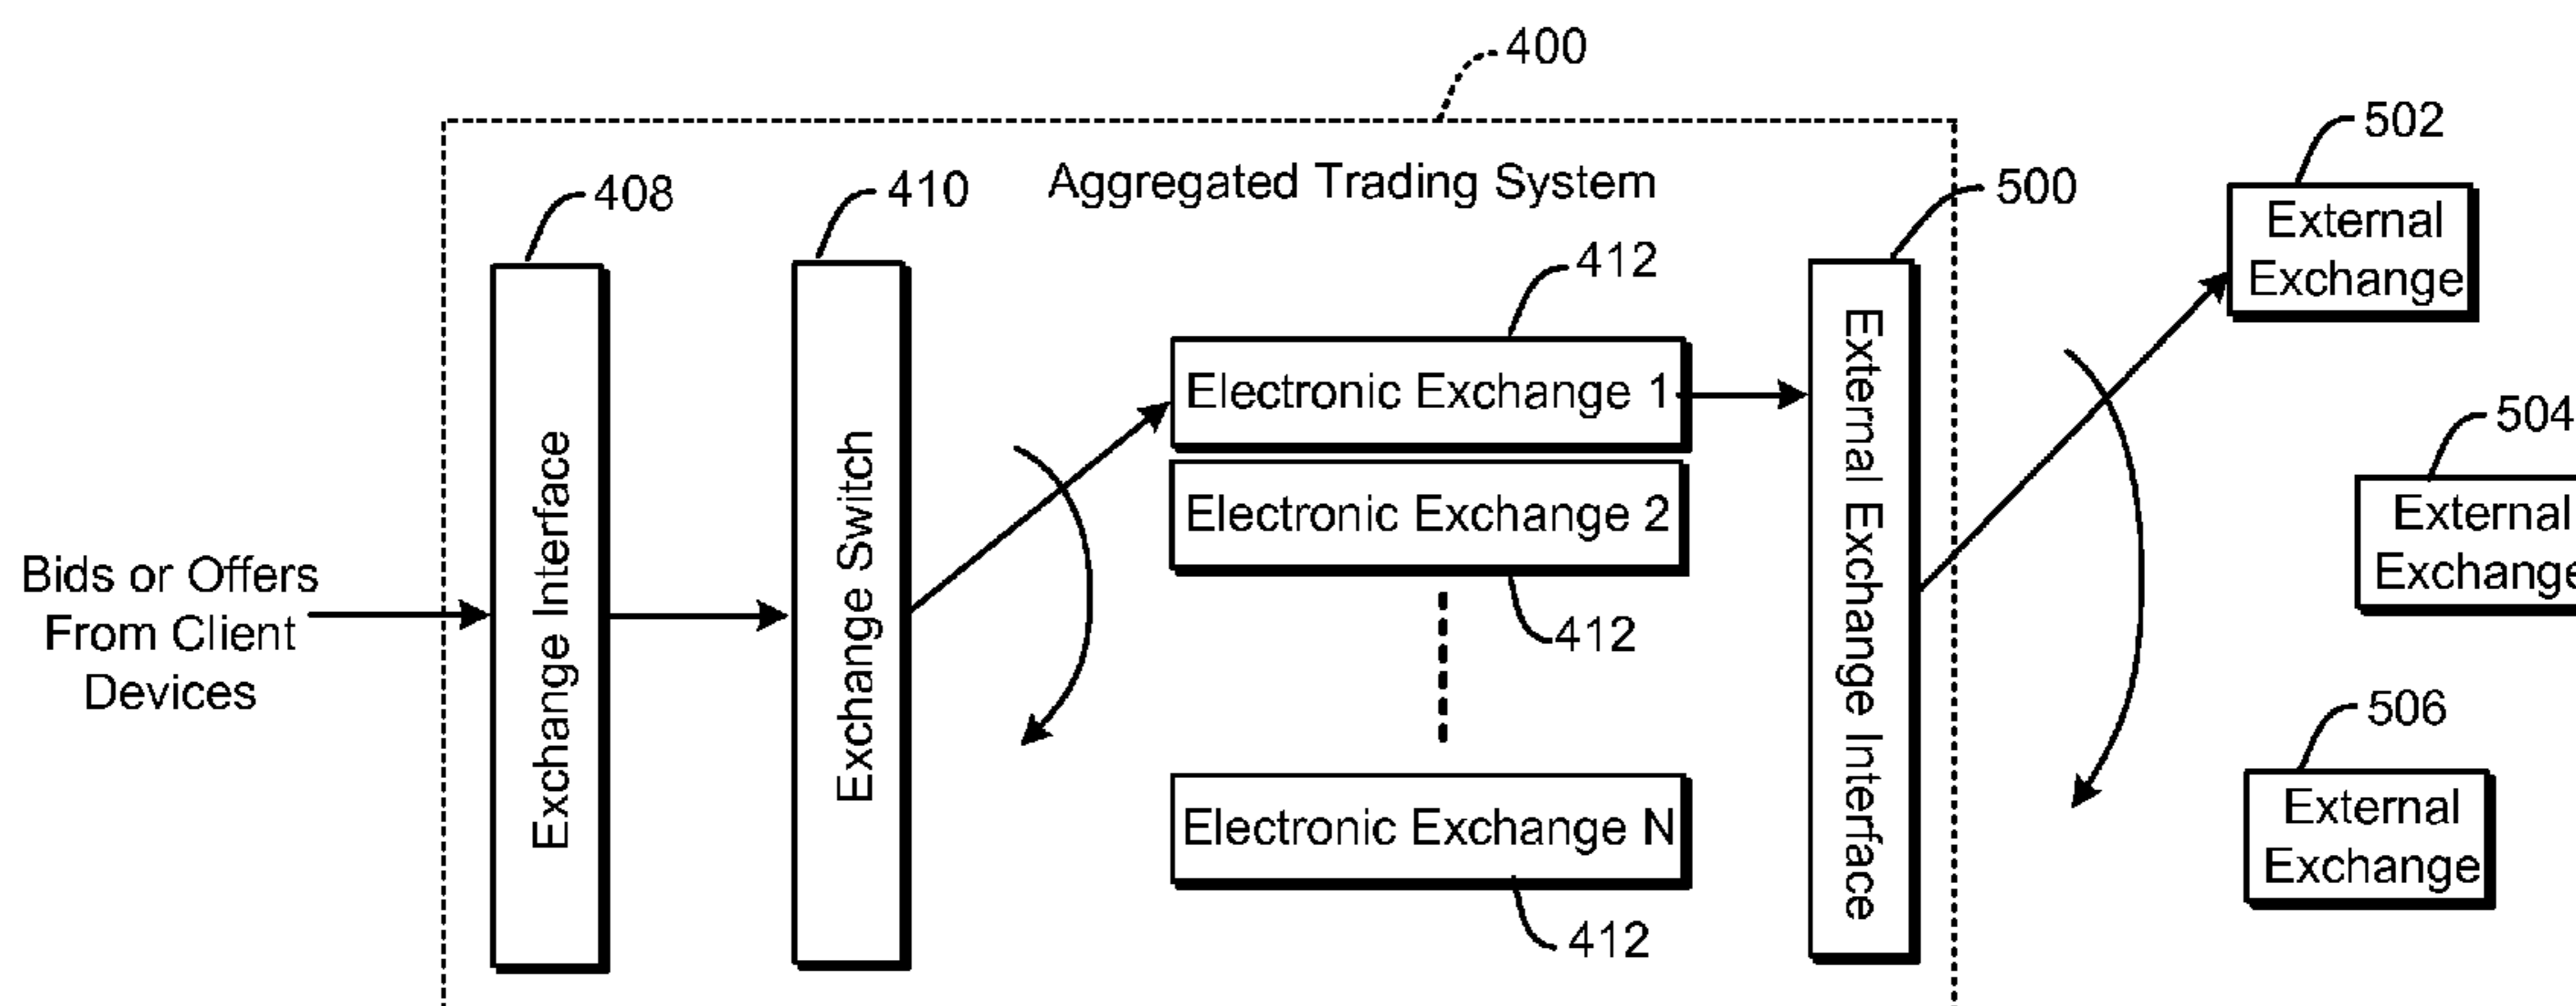 400
502
Aggregated Trading System
408
410
500
External
Exchange
412
Electronic Exchange 1
504
External
Exchange
Electronic Exchange 2
412
Bids or Offers
From Client
Devices
Exchange Interface
Exchange Switch
External Exchange Interface
506
External
Exchange
Electronic Exchange N
412